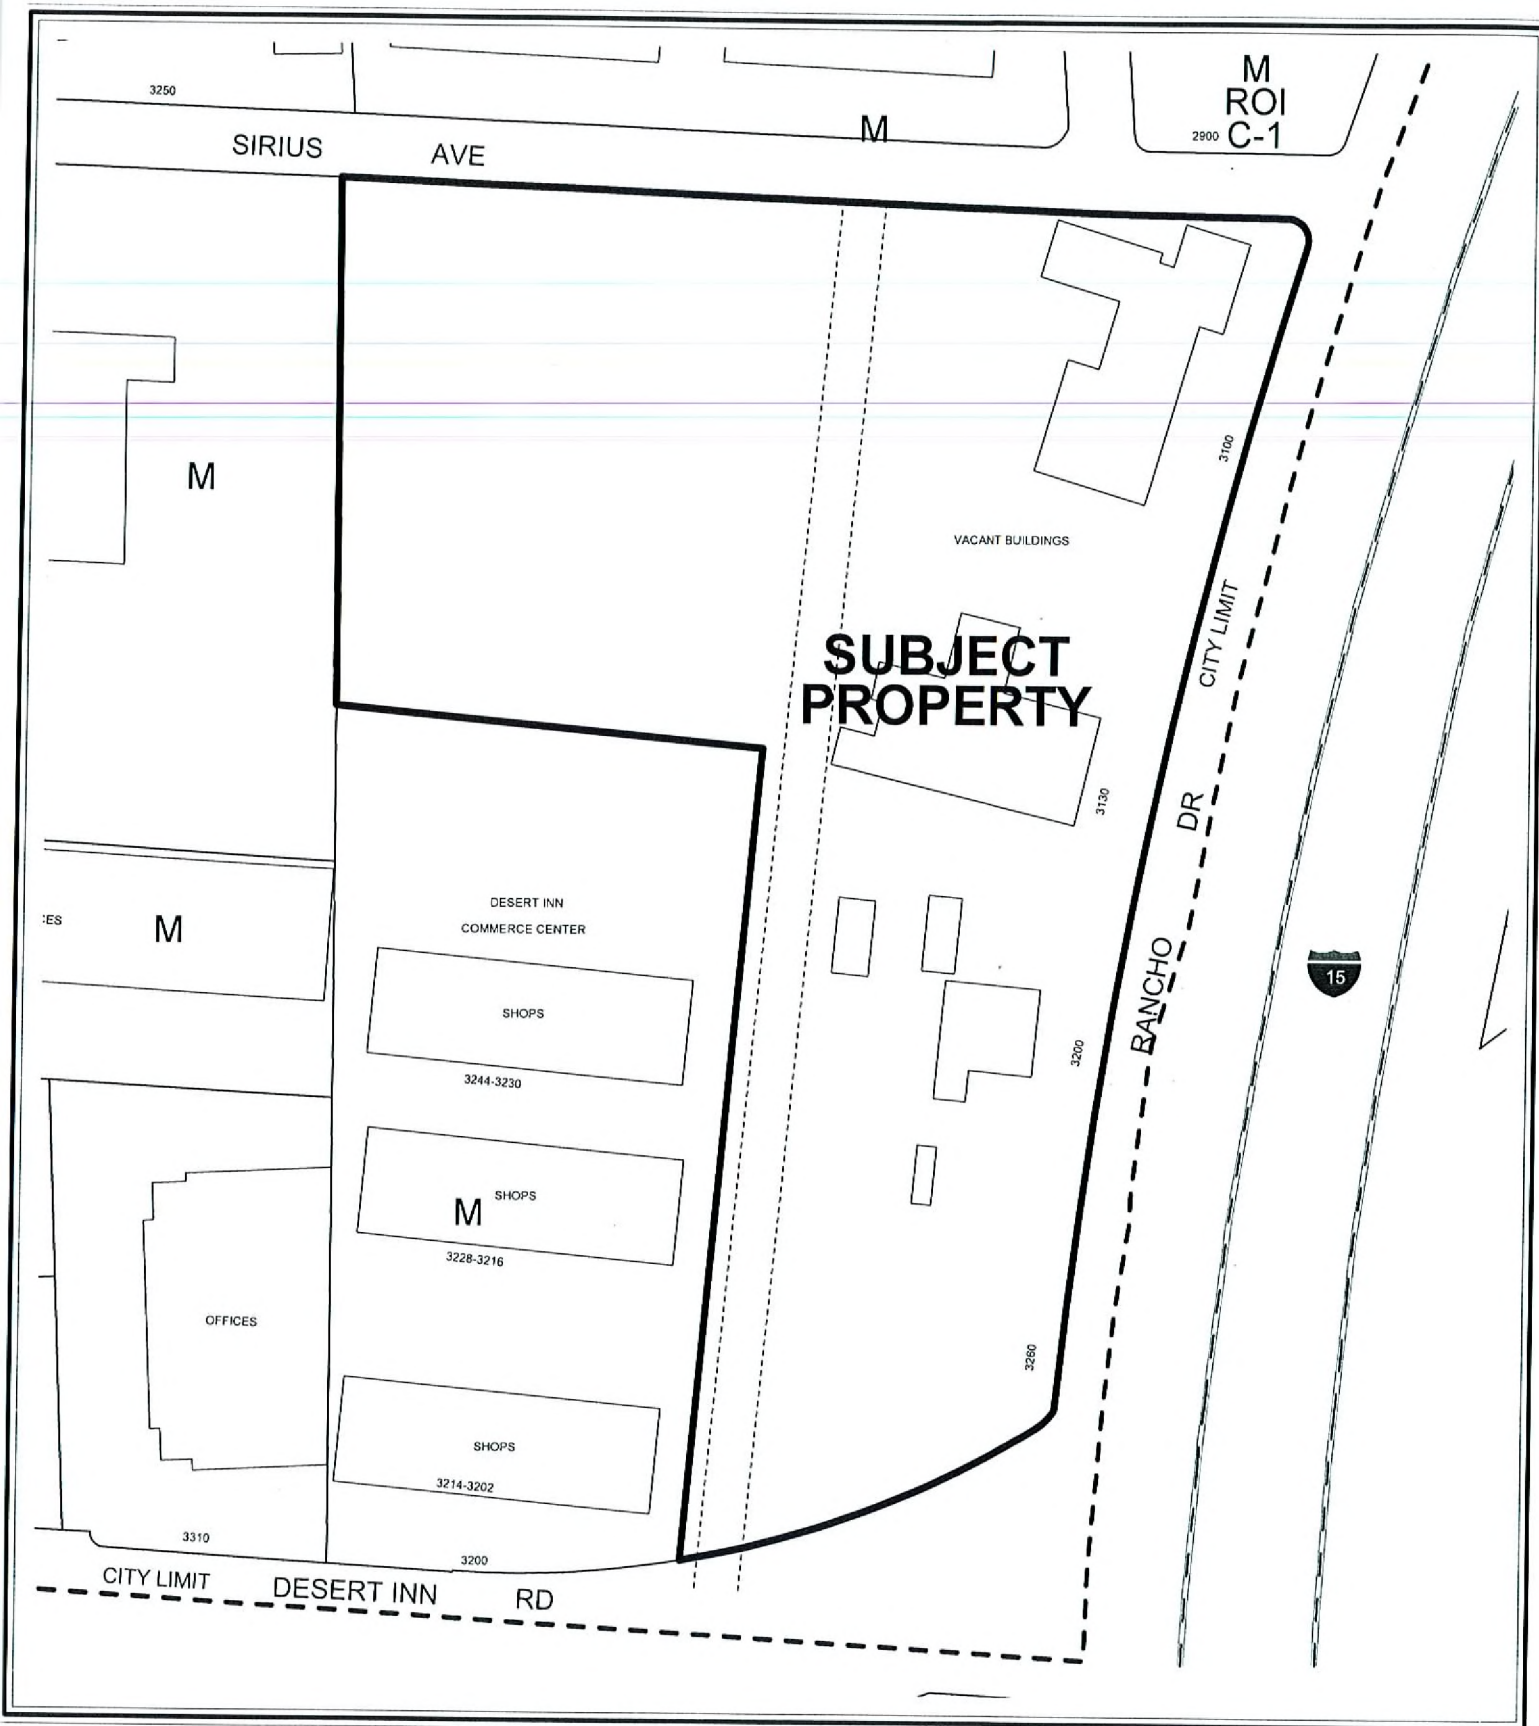 M
ROI
C-1
2900
3250
M
SIRIUS AVE
3100
M
VACANT BUILDINGS
CITY LIMIT
SUBJECT
PROPERTY
3130
DR
DESERT INN
COMMERCE CENTER
:ES
M
RANCHO
15
SHOPS
3200
3244-3230
SHOPS
M
3228-3216
OFFICES
3260
SHOPS
3214-3202
3310
3200
CITY LIMIT
DESERT INN RD